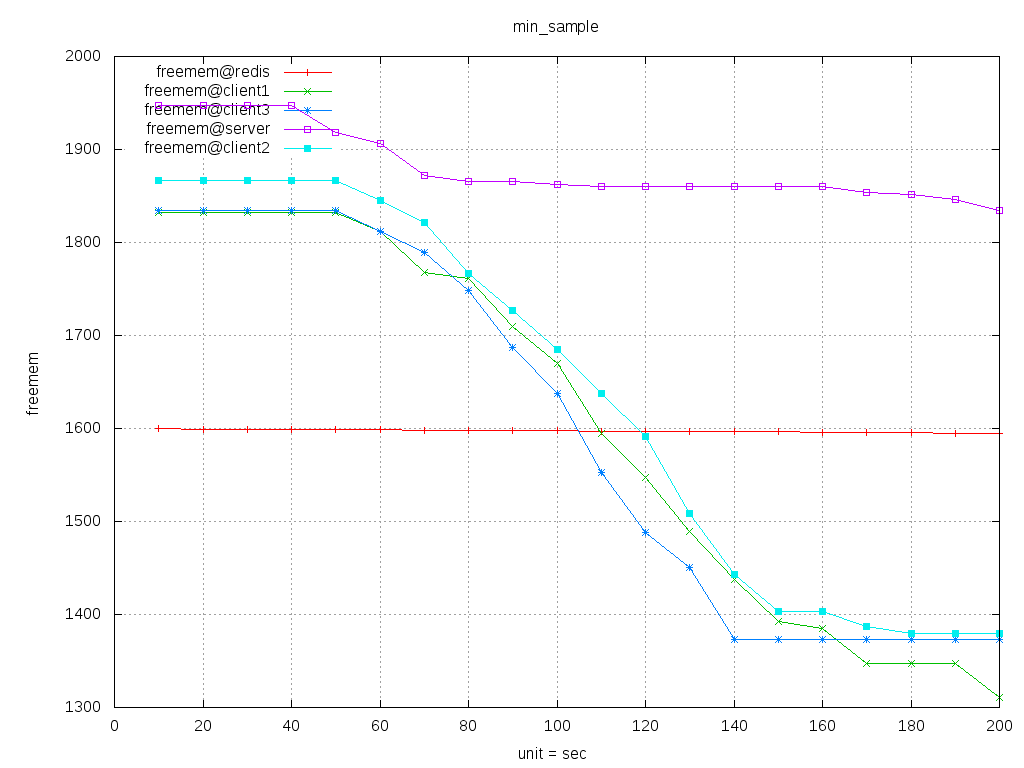 min_sample
2000
1900
1800
1700
1600
1500
1400
1300
freemem
freemem@redis
freemem@client1
freemem@client3
freemem@server
freemem@client2
0 20 40 60 80 100 120 140 160 180 200
unit = sec